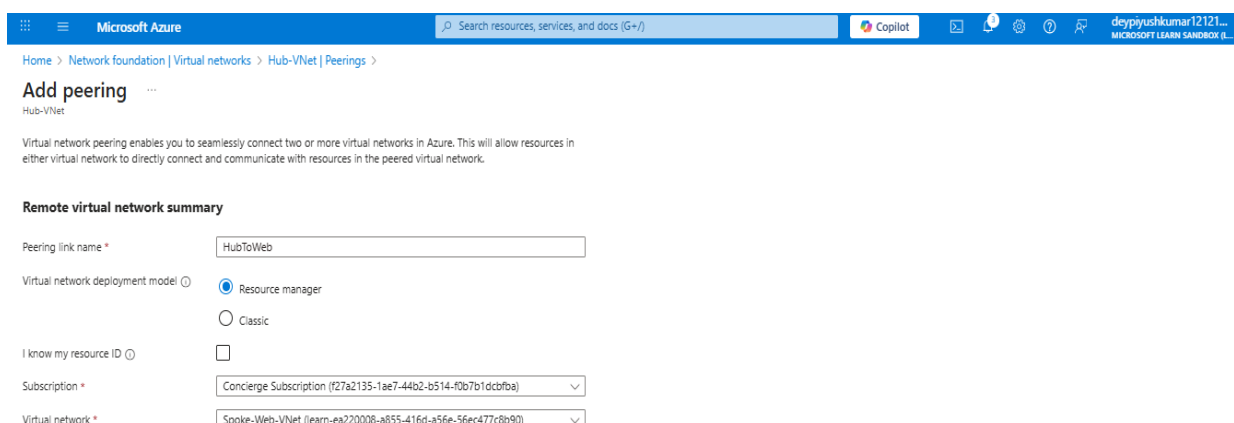 Microsoft Azure
Search resources, services, and docs (G+/)
Copilot
3
deypiyushkumar12121...
MICROSOFT LEARN SANDBOX (L...
Home > Network foundation | Virtual networks > Hub-VNet | Peerings >
Add peering ...
Hub-VNet
Virtual network peering enables you to seamlessly connect two or more virtual networks in Azure. This will allow resources in
either virtual network to directly connect and communicate with resources in the peered virtual network.
Remote virtual network summary
Peering link name * HubToWeb
Virtual network deployment model Resource manager
Classic
I know my resource ID
Subscription * Concierge Subscription (f27a2135-1ae7-44b2-b514-f0b7b1dcbfba)
Virtual network * Spoke-Web-VNet (learn-ea220008-a855-416d-a56e-56ec477c8b90)